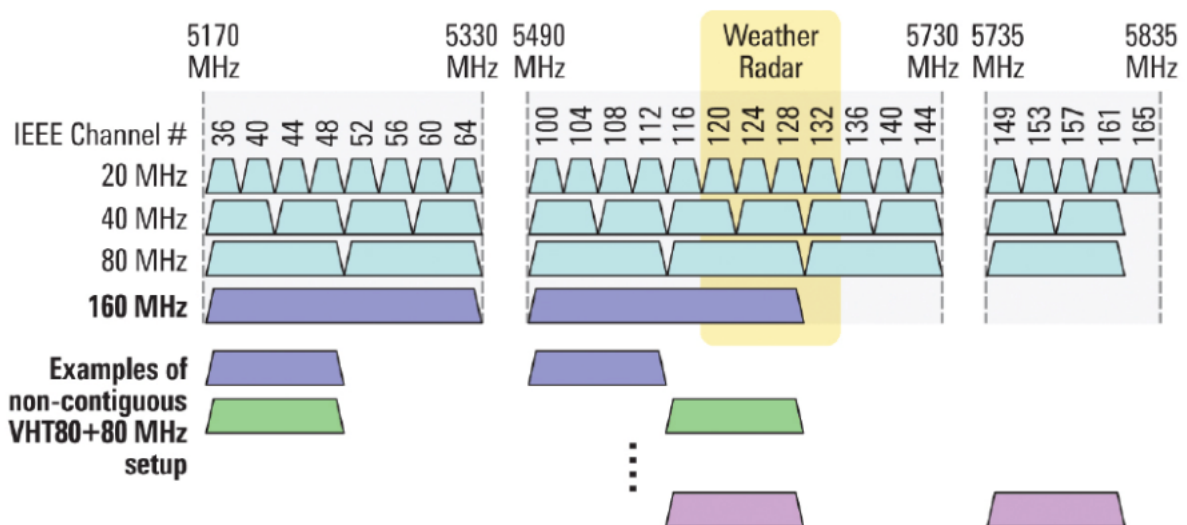 5170 MHz
5330 MHz
5490 MHz
Weather Radar
5730 MHz
5735 MHz
5835 MHz
IEEE Channel # 36 40 44 48 52 56 60 64 100 104 108 112 116 120 124 128 132 136 140 144 149 153 157 161 165
20 MHz
40 MHz
80 MHz
160 MHz
Examples of
non-contiguous
VHT80+80 MHz
setup